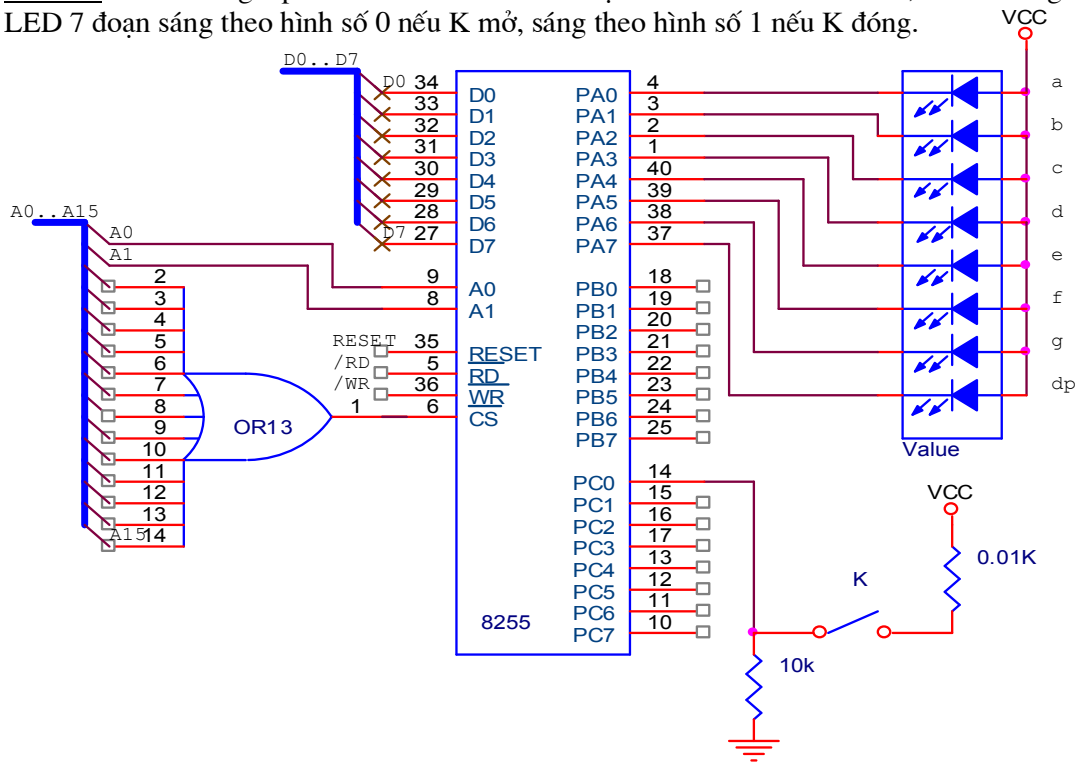 LED 7 đoạn sáng theo hình số 0 nếu K mở, sáng theo hình số 1 nếu K đóng.
VCC
D0..D7
D0 34 D0
33 D1
32 D2
31 D3
30 D4
29 D5
28 D6
D7 27 D7
A0..A15
A0
A1
9 A0
8 A1
RESET 35 RESET
/RD 5 RD
/WR 36 WR
1 6 CS
2
3
4
5
6
7
8
9
10
11
12
13
A15 14
OR13
8255
PA0 4
PA1 3
PA2 2
PA3 1
PA4 40
PA5 39
PA6 38
PA7 37
PB0 18
PB1 19
PB2 20
PB3 21
PB4 22
PB5 23
PB6 24
PB7 25
PC0 14
PC1 15
PC2 16
PC3 17
PC4 13
PC5 12
PC6 11
PC7 10
a
b
c
d
e
f
g
dp
Value
VCC
0.01K
K
10k